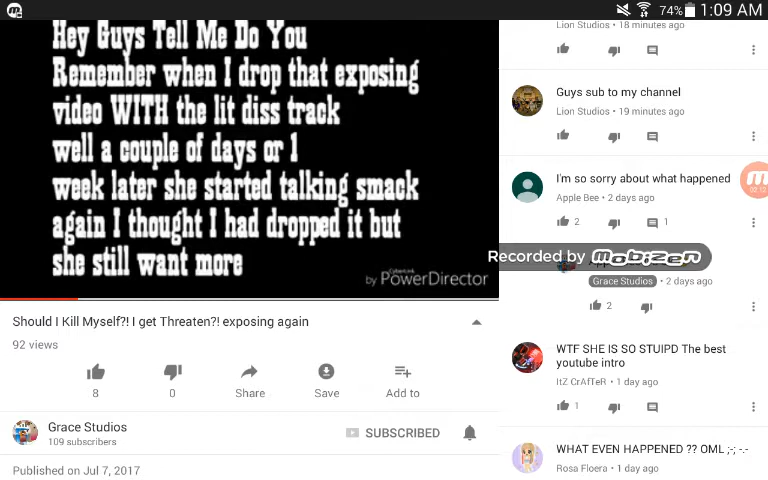 74% 1:09 AM
Hey Guys Tell Me Do You
Remember when I drop that exposing
video WITH the lit diss track
well a couple of days or 1
week later she started talking smack
again I thought I had dropped it but
she still want more
by CyberLink PowerDirector
Should I Kill Myself?! I get Threaten?! exposing again
92 views
8
0
Share
Save
Add to
Grace Studios
109 subscribers
SUBSCRIBED
Published on Jul 7, 2017
Lion Studios • 18 minutes ago
Guys sub to my channel
Lion Studios • 19 minutes ago
I'm so sorry about what happened
Apple Bee • 2 days ago
2
1
02:12
Recorded by mobizen
Grace Studios • 2 days ago
2
WTF SHE IS SO STUIPD The best
youtube intro
ItZ CrAfTeR • 1 day ago
1
WHAT EVEN HAPPENED ?? OML ;-; -.-
Rosa Floera • 1 day ago